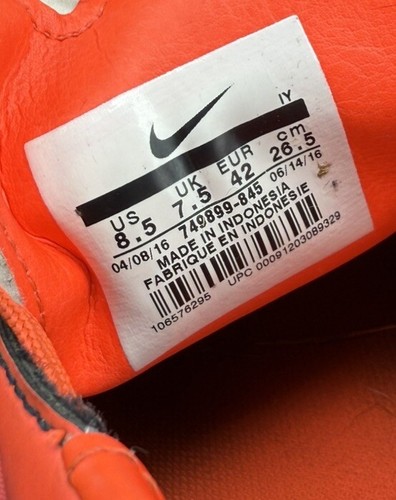 IY
US UK EUR cm
8.5 7.5 42 26.5
04/08/16 749899-845 06/14/16
MADE IN INDONESIA
FABRIQUE EN INDONESIE
106576295 UPC 00091203089329